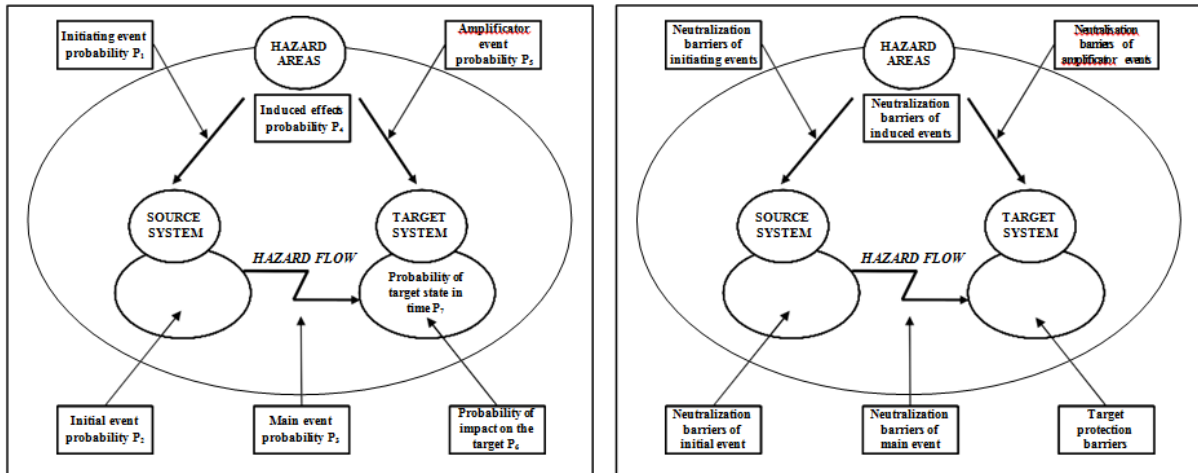 Initiating event
probability P₁
HAZARD
AREAS
Amplificator
event
probability P₅
Induced effects
probability P₄
SOURCE
SYSTEM
TARGET
SYSTEM
HAZARD FLOW
Probability of
target state in
time P₇
Initial event
probability P₂
Main event
probability P₃
Probability of
impact on the
target P₆
Neutralization
barriers of
initiating events
HAZARD
AREAS
Neutralisation
barriers of
amplificator events
Neutralization
barriers of
induced events
SOURCE
SYSTEM
TARGET
SYSTEM
HAZARD FLOW
Neutralization
barriers of
initial event
Neutralization
barriers of
main event
Target
protection
barriers